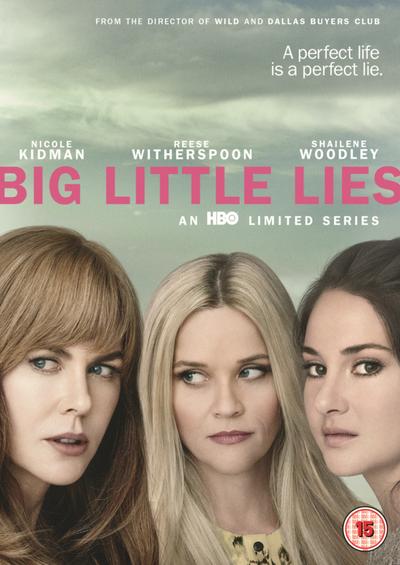 FROM THE DIRECTOR OF WILD AND DALLAS BUYERS CLUB
A perfect life
is a perfect lie.
NICOLE KIDMAN
REESE WITHERSPOON
SHAILENE WOODLEY
BIG LITTLE LIES
AN HBO LIMITED SERIES
15